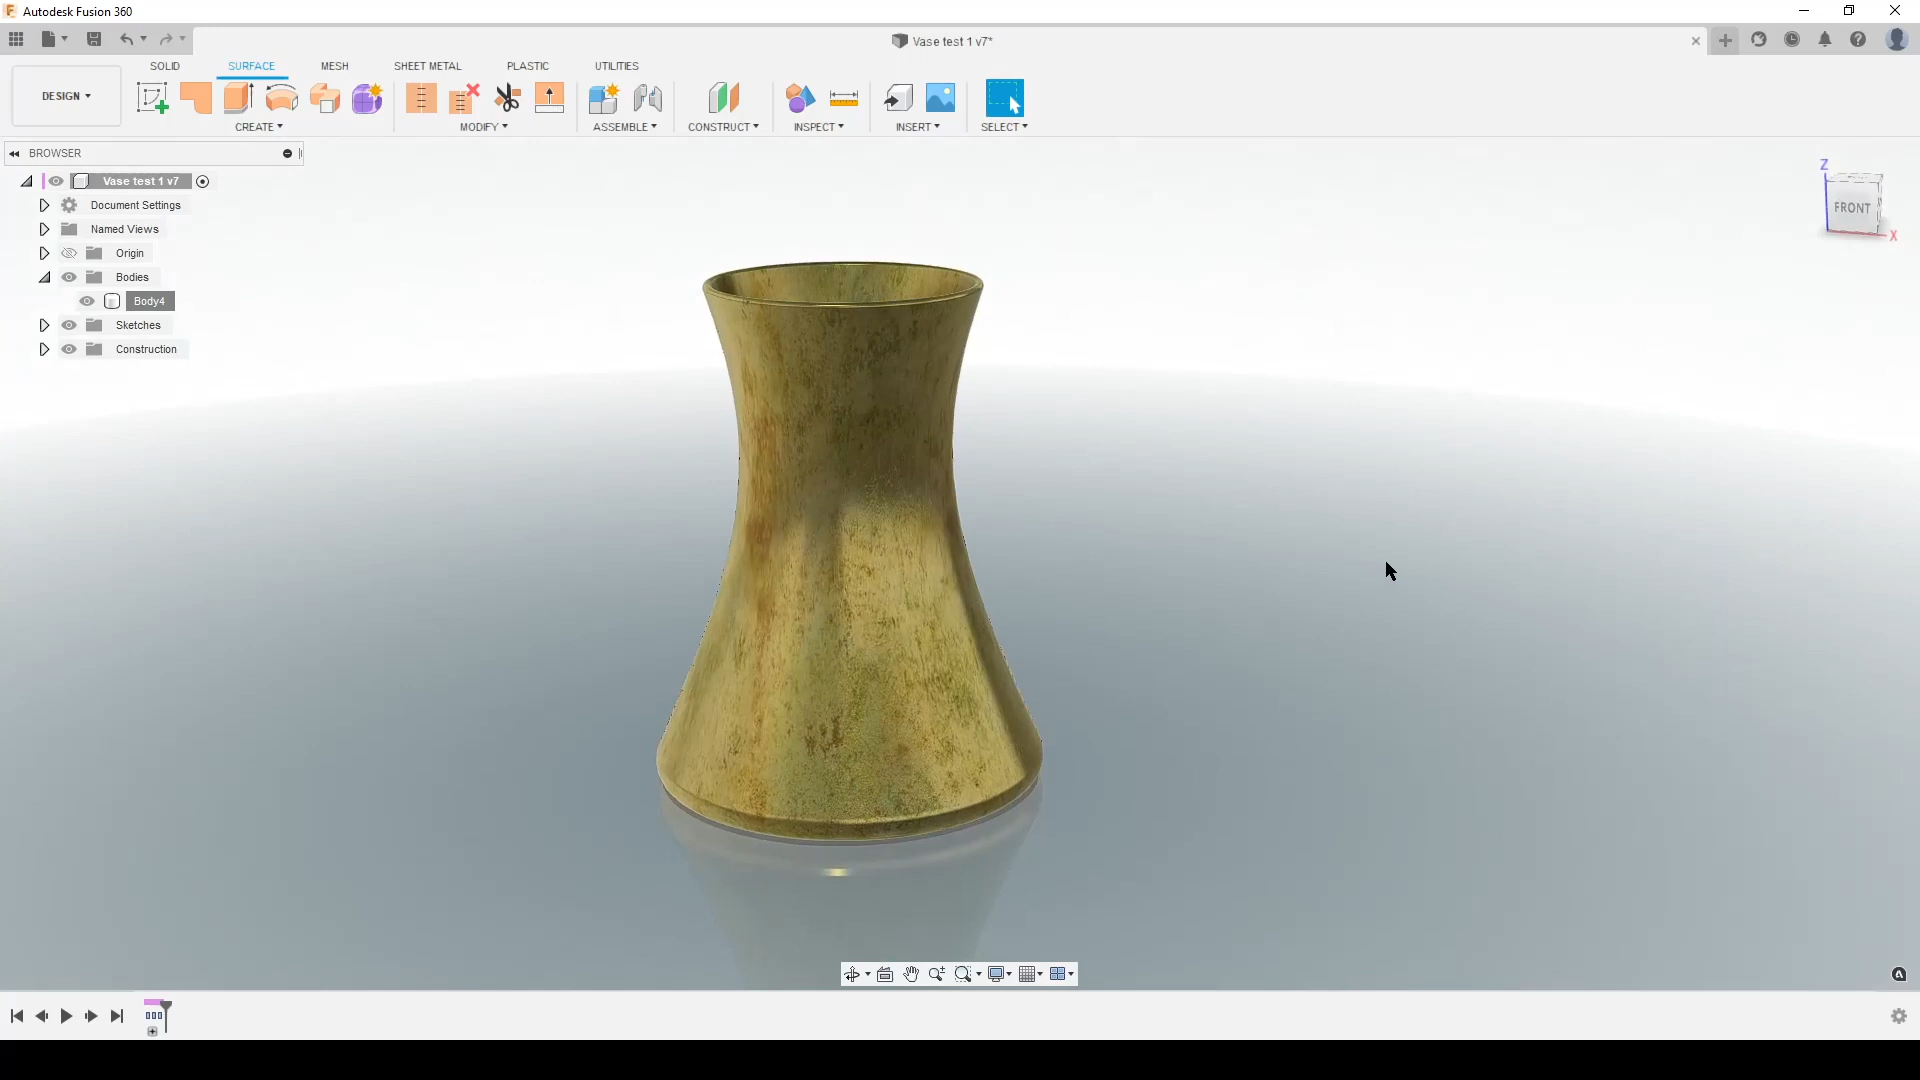 Autodesk Fusion 360
Vase test 1 v7*
SOLID SURFACE MESH SHEET METAL PLASTIC UTILITIES
DESIGN
CREATE MODIFY ASSEMBLE CONSTRUCT INSPECT INSERT SELECT
BROWSER
Vase test 1 v7
Document Settings
Named Views
Origin
Bodies
Body4
Sketches
Construction
Z
FRONT
X